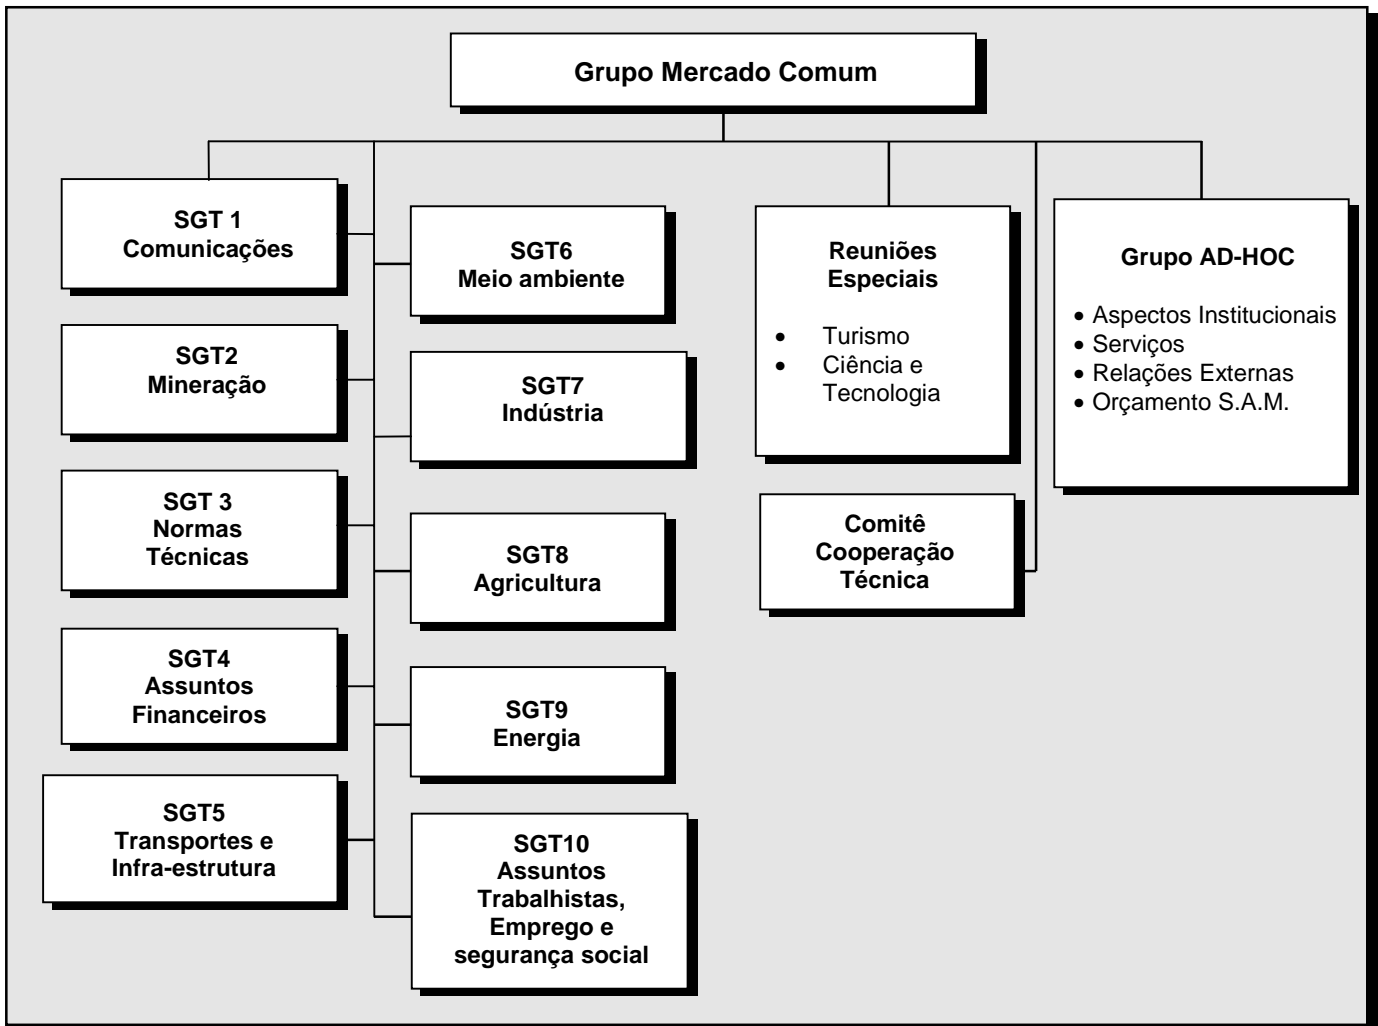 Grupo Mercado Comum
SGT 1
Comunicações
SGT2
Mineração
SGT 3
Normas
Técnicas
SGT4
Assuntos
Financeiros
SGT5
Transportes e
Infra-estrutura
SGT6
Meio ambiente
SGT7
Indústria
SGT8
Agricultura
SGT9
Energia
SGT10
Assuntos
Trabalhistas,
Emprego e
segurança social
Reuniões
Especiais
• Turismo
• Ciência e
Tecnologia
Comitê
Cooperação
Técnica
Grupo AD-HOC
• Aspectos Institucionais
• Serviços
• Relações Externas
• Orçamento S.A.M.